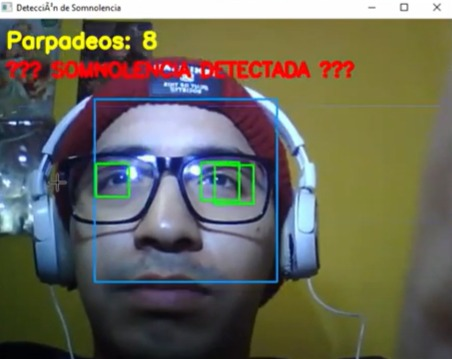 DetecciÃ³n de Somnolencia
Parpadeos: 8
??? SOMNOLENCIA DETECTADA ???